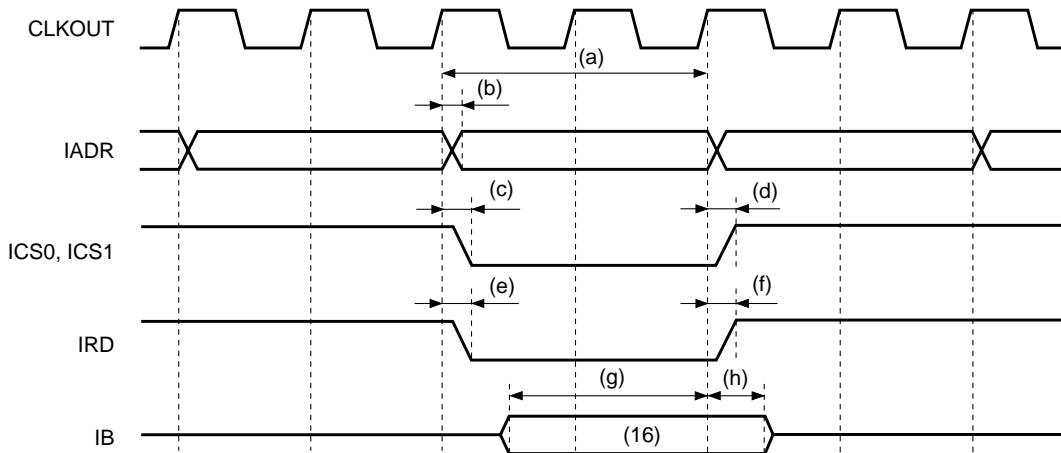 CLKOUT
(a)
(b)
IADR
(c)
(d)
ICS0, ICS1
(e)
(f)
IRD
(g)
(h)
IB
(16)